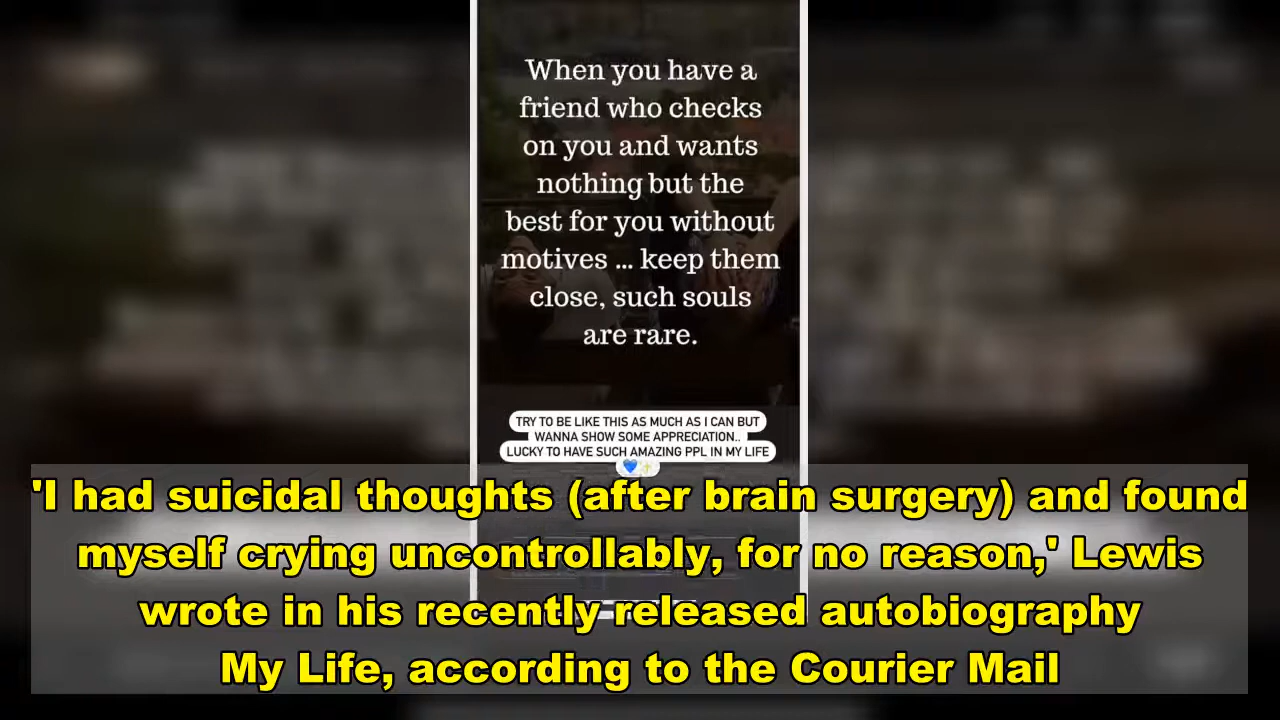 When you have a
friend who checks
on you and wants
nothing but the
best for you without
motives ... keep them
close, such souls
are rare.
TRY TO BE LIKE THIS AS MUCH AS I CAN BUT
WANNA SHOW SOME APPRECIATION..
LUCKY TO HAVE SUCH AMAZING PPL IN MY LIFE
💙✨
'I had suicidal thoughts (after brain surgery) and found
myself crying uncontrollably, for no reason,' Lewis
wrote in his recently released autobiography
My Life, according to the Courier Mail